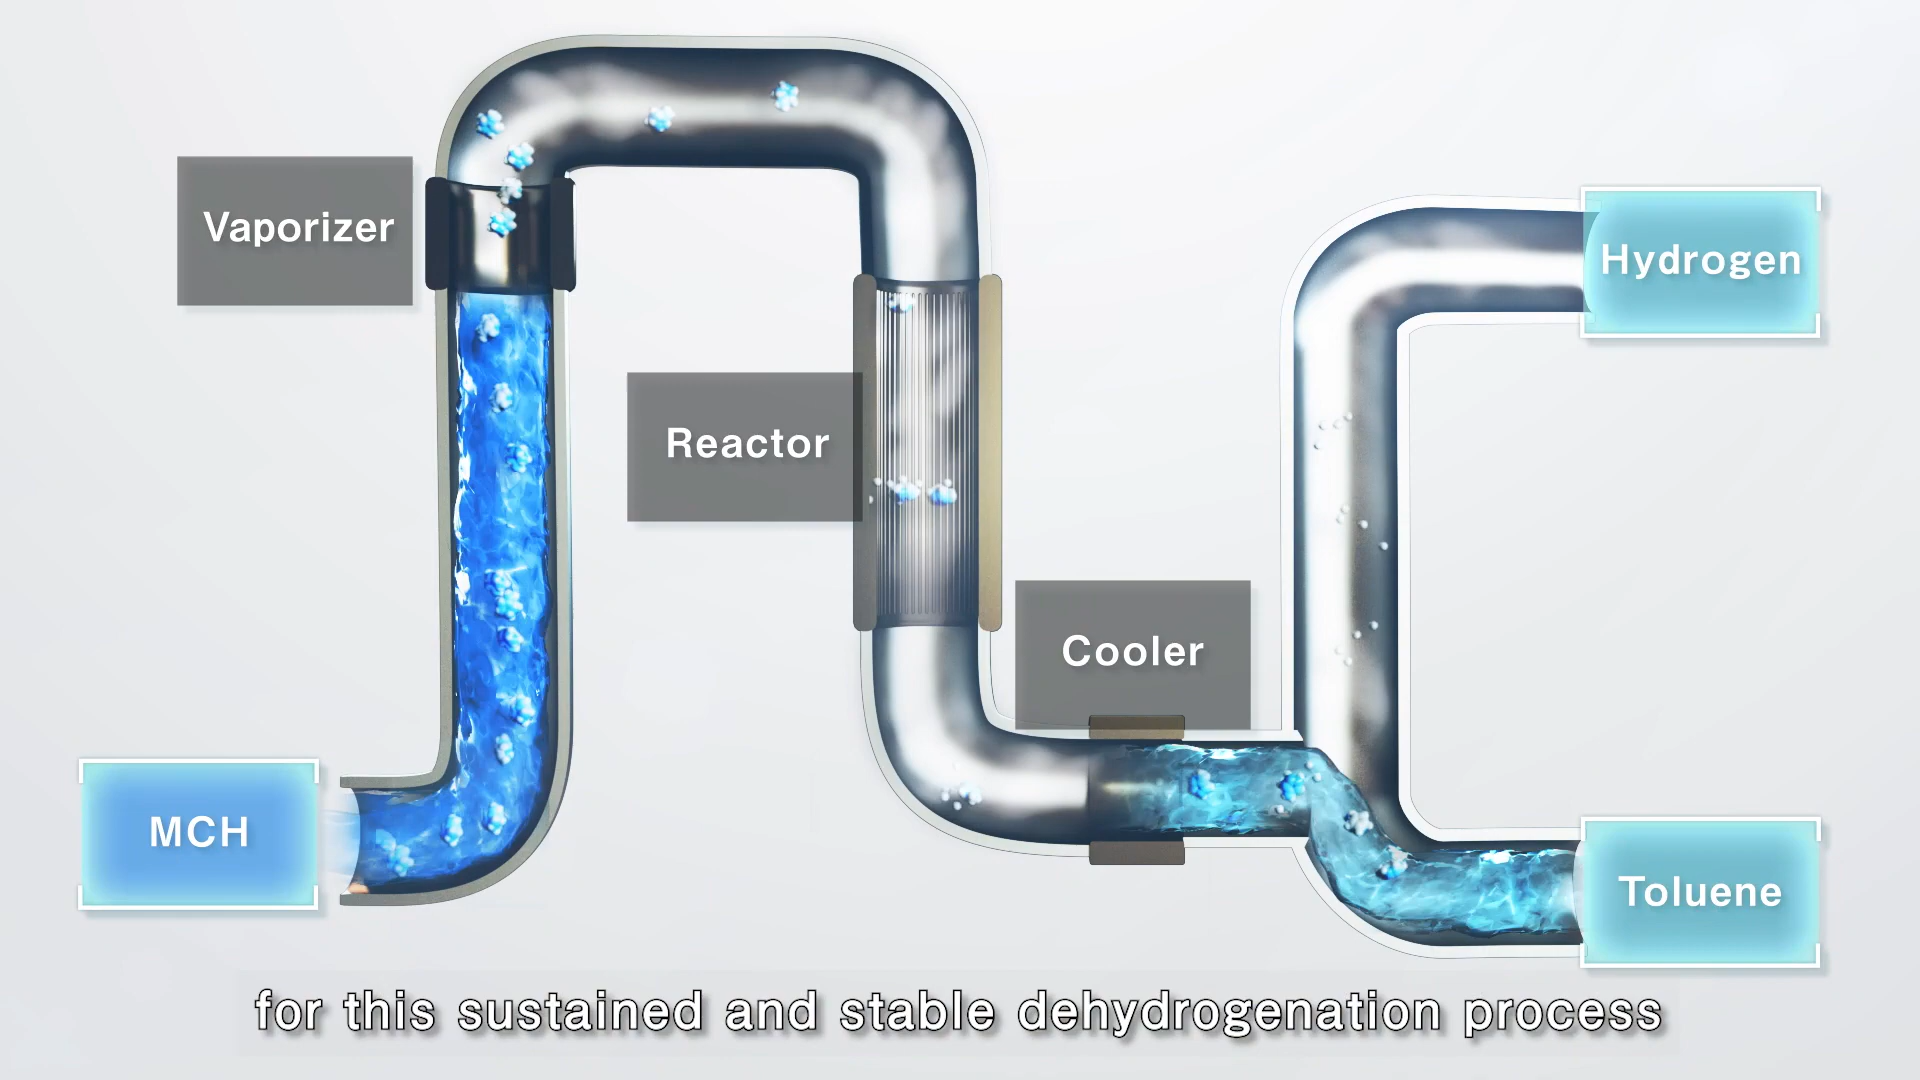 Vaporizer
Hydrogen
Reactor
Cooler
MCH
Toluene
for this sustained and stable dehydrogenation process